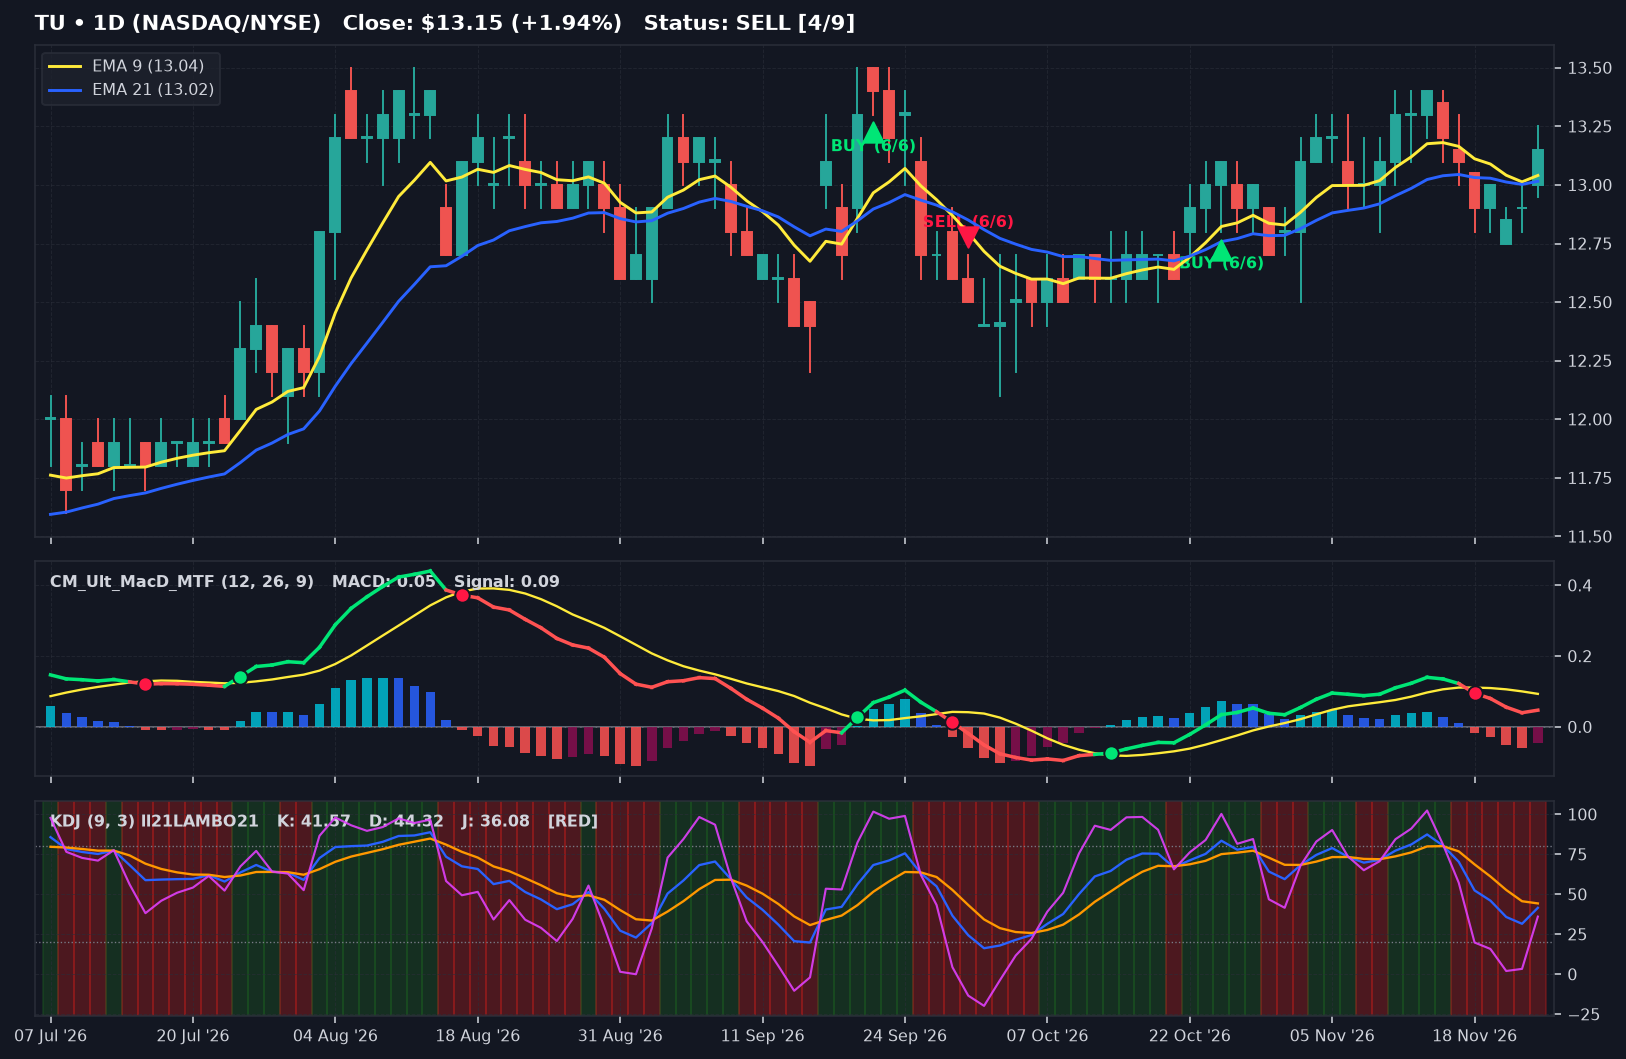 TU • 1D (NASDAQ/NYSE)   Close: $13.15 (+1.94%)   Status: SELL [4/9]
EMA 9 (13.04)
EMA 21 (13.02)
13.50
13.25
13.00
12.75
12.50
12.25
12.00
11.75
11.50
BUY (6/6)
SELL (6/6)
BUY (6/6)
CM_Ult_MacD_MTF (12, 26, 9)   MACD: 0.05   Signal: 0.09
0.4
0.2
0.0
KDJ (9, 3) II21LAMBO21   K: 41.57   D: 44.32   J: 36.08   [RED]
100
75
50
25
0
−25
07 Jul '26
20 Jul '26
04 Aug '26
18 Aug '26
31 Aug '26
11 Sep '26
24 Sep '26
07 Oct '26
22 Oct '26
05 Nov '26
18 Nov '26